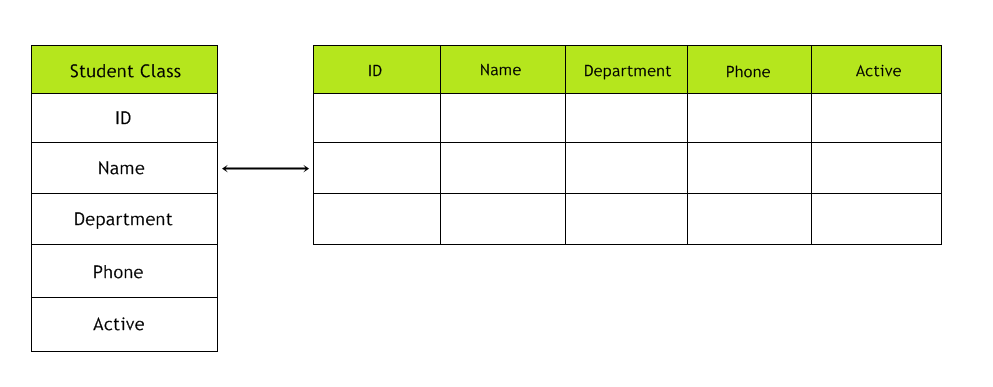 Student Class
ID
Name
Department
Phone
Active
ID Name Department Phone Active